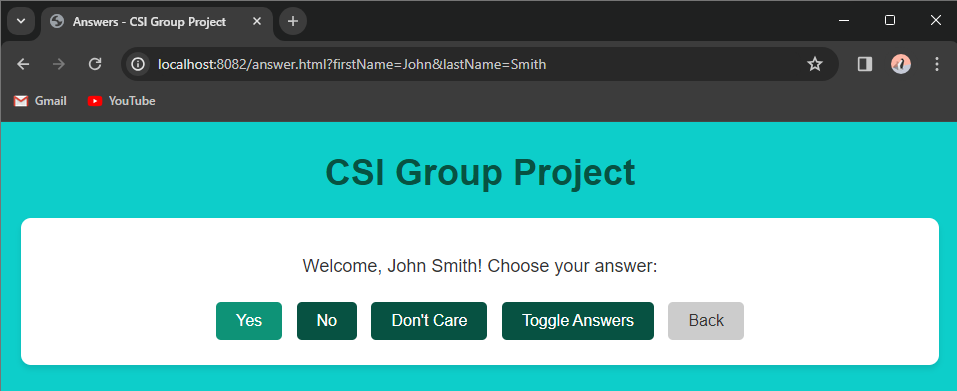 Answers - CSI Group Project
localhost:8082/answer.html?firstName=John&lastName=Smith
Gmail YouTube
CSI Group Project
Welcome, John Smith! Choose your answer:
Yes No Don't Care Toggle Answers Back